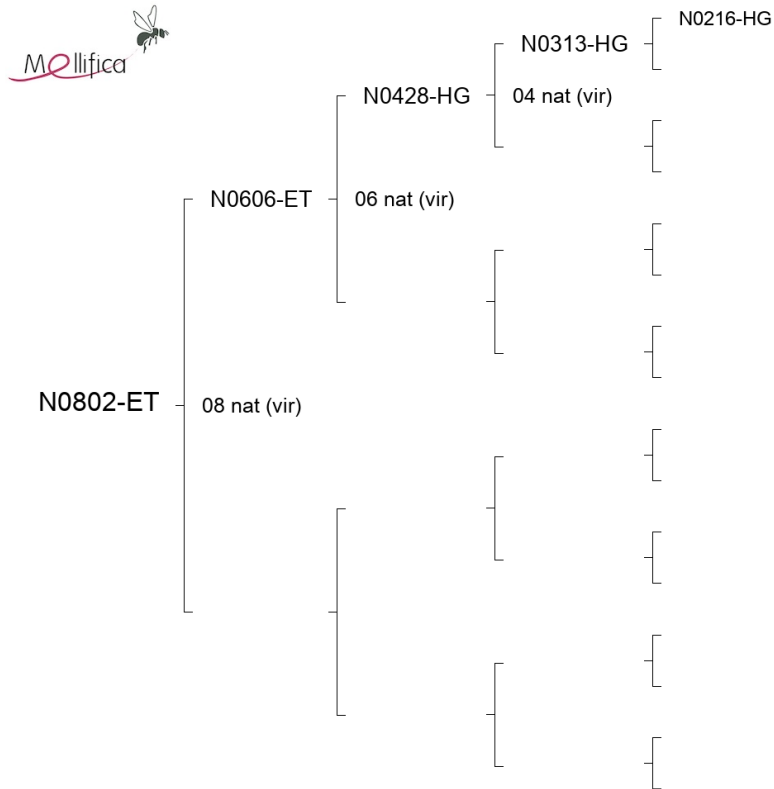 Mellifica
N0216-HG
N0313-HG
N0428-HG
04 nat (vir)
N0606-ET
06 nat (vir)
N0802-ET
08 nat (vir)